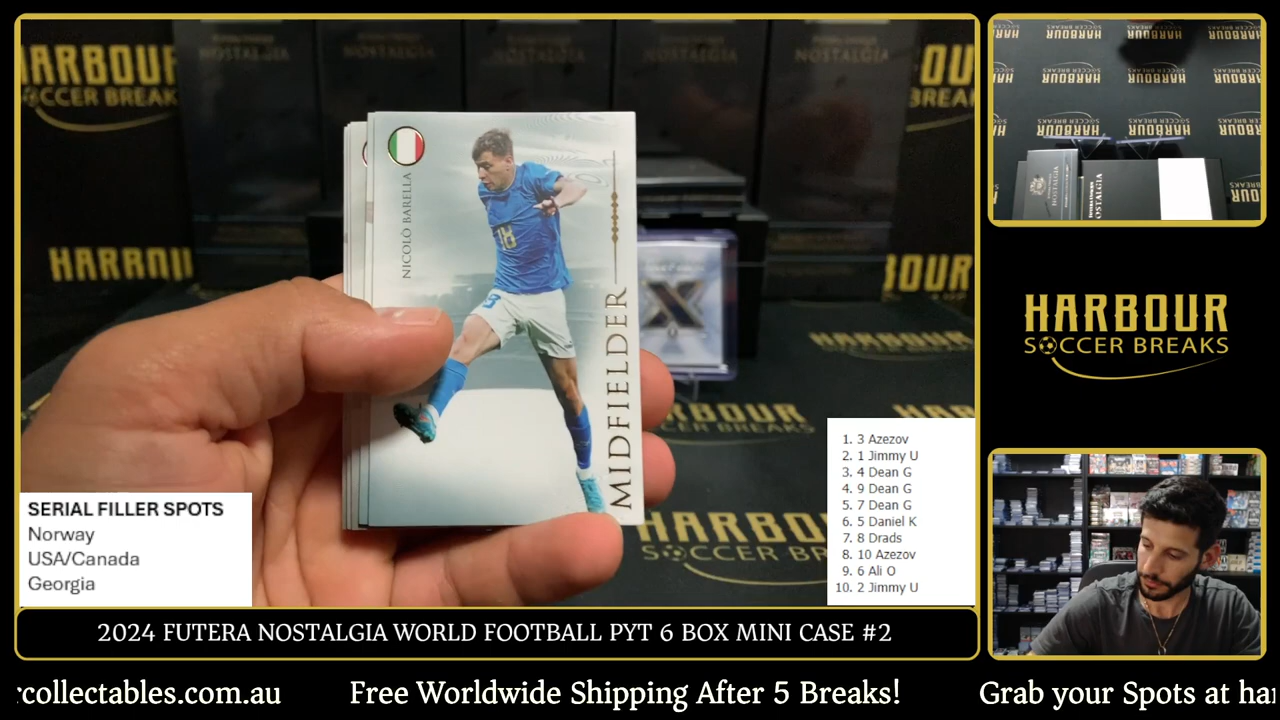 HARBOUR
SOCCER BREAKS
NOSTALGIA
NICOLÒ BARELLA
18
MIDFIELDER
X
HARBOUR
HARBOUR
SOCCER BREAKS
SERIAL FILLER SPOTS
Norway
USA/Canada
Georgia
1. 3 Azezov
2. 1 Jimmy U
3. 4 Dean G
4. 9 Dean G
5. 7 Dean G
6. 5 Daniel K
7. 8 Drads
8. 10 Azezov
9. 6 Ali O
10. 2 Jimmy U
HARBOUR
SOCCER BREAKS
2024 FUTERA NOSTALGIA WORLD FOOTBALL PYT 6 BOX MINI CASE #2
rcollectables.com.au
Free Worldwide Shipping After 5 Breaks!
Grab your Spots at har